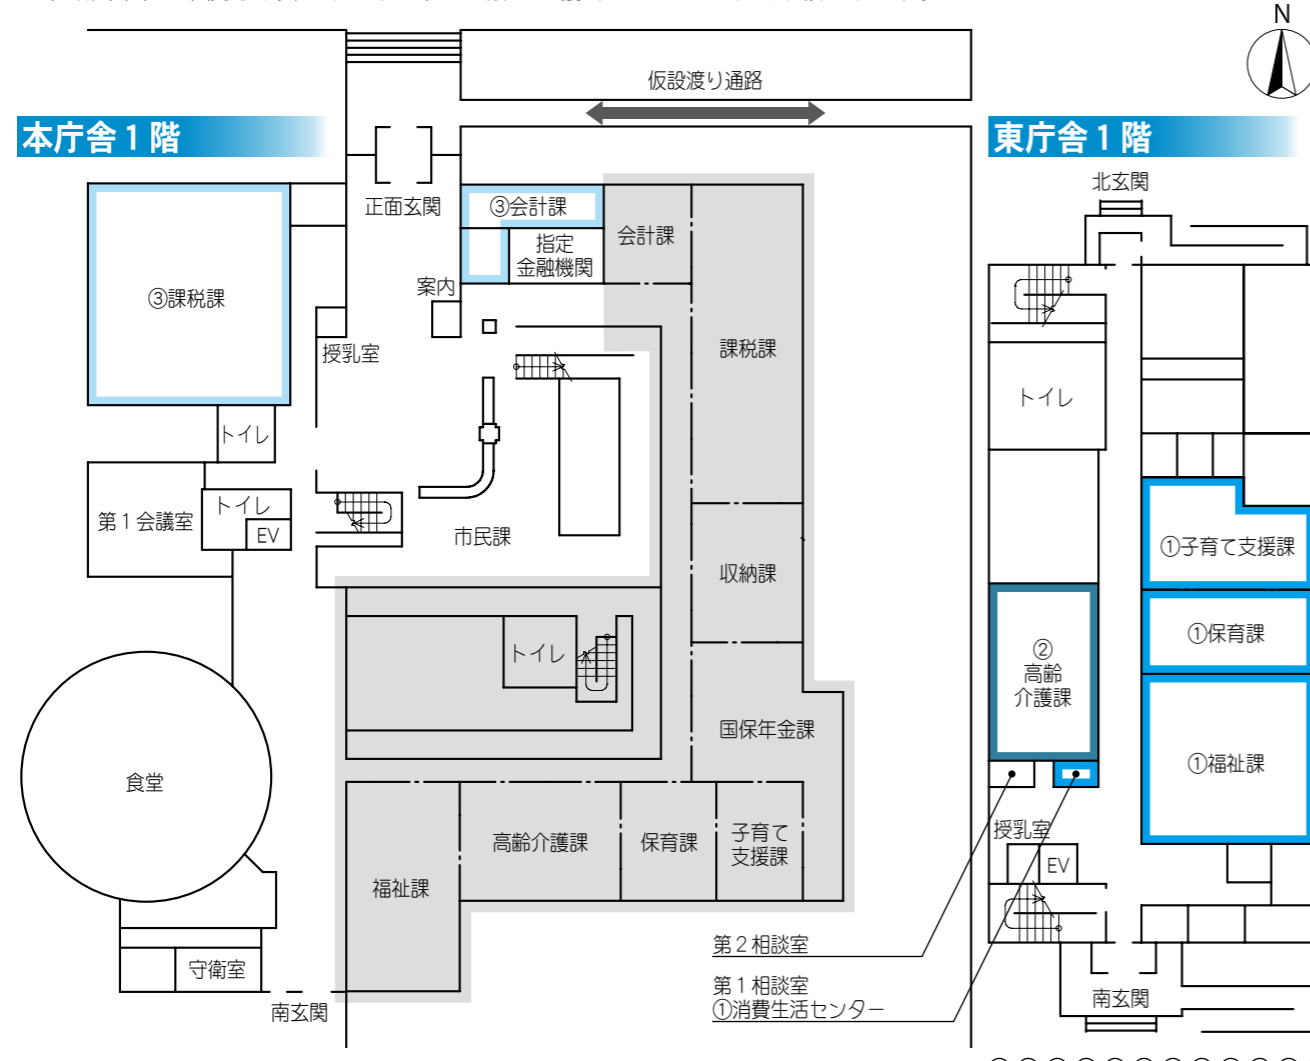 N
仮設渡り通路
本庁舎１階
東庁舎１階
北玄関
正面玄関
③会計課
指定
金融機関
会計課
案内
③課税課
授乳室
課税課
トイレ
トイレ
第１会議室
トイレ
EV
市民課
①子育て支援課
収納課
①保育課
②
高齢
介護課
トイレ
国保年金課
①福祉課
食堂
授乳室
EV
高齢介護課
保育課
子育て
支援課
福祉課
第２相談室
守衛室
第１相談室
①消費生活センター
南玄関
南玄関